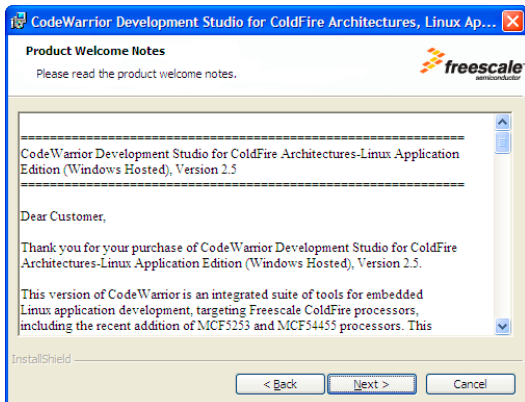 CodeWarrior Development Studio for ColdFire Architectures, Linux Ap...
Product Welcome Notes
Please read the product welcome notes.
freescale
semiconductor
================================================================
CodeWarrior Development Studio for ColdFire Architectures-Linux Application
Edition (Windows Hosted), Version 2.5
================================================================
Dear Customer,
Thank you for your purchase of CodeWarrior Development Studio for ColdFire
Architectures-Linux Application Edition (Windows Hosted), Version 2.5.
This version of CodeWarrior is an integrated suite of tools for embedded
Linux application development, targeting Freescale ColdFire processors,
including the recent addition of MCF5253 and MCF54455 processors. This
InstallShield
< Back
Next >
Cancel